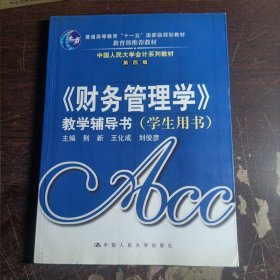 普通高等教育“十一五”国家级规划教材
教育部推荐教材
中国人民大学会计系列教材
第四版
《财务管理学》
教学辅导书（学生用书）
主编 荆新 王化成 刘俊彦
Acc
中国人民大学出版社